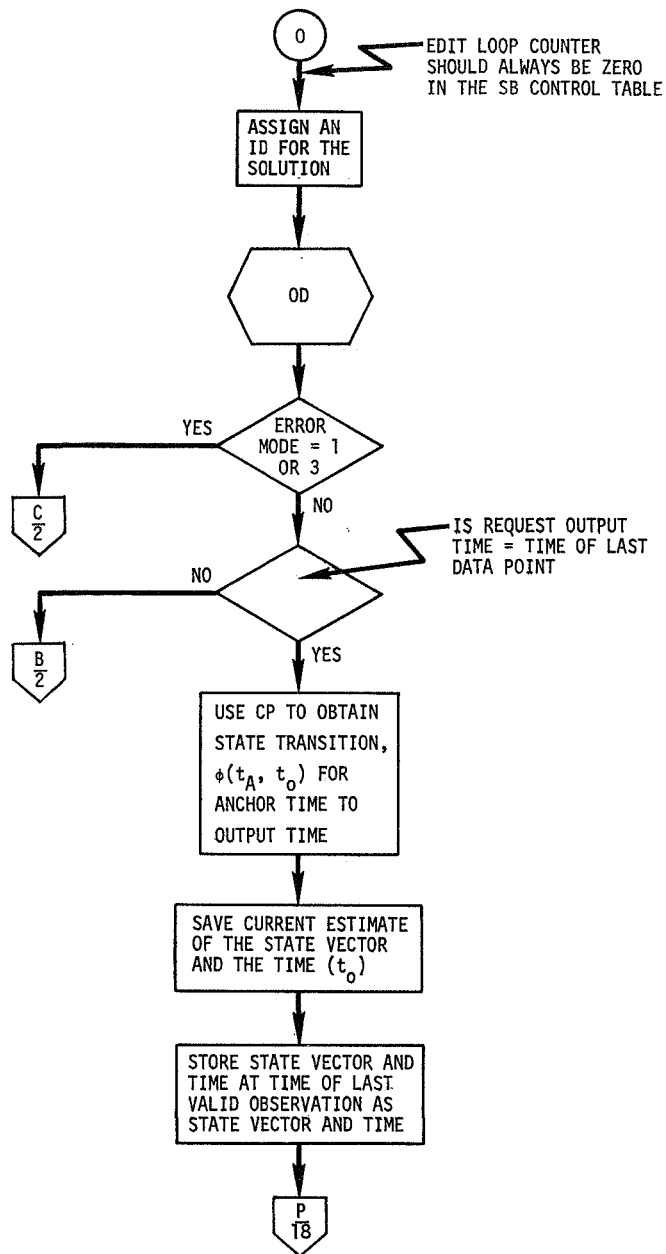 O
EDIT LOOP COUNTER
SHOULD ALWAYS BE ZERO
IN THE SB CONTROL TABLE
ASSIGN AN
ID FOR THE
SOLUTION
OD
ERROR
MODE = 1
OR 3
YES
C
2
NO
IS REQUEST OUTPUT
TIME = TIME OF LAST
DATA POINT
NO
B
2
YES
USE CP TO OBTAIN
STATE TRANSITION,
ϕ(t_A, t_o) FOR
ANCHOR TIME TO
OUTPUT TIME
SAVE CURRENT ESTIMATE
OF THE STATE VECTOR
AND THE TIME (t_o)
STORE STATE VECTOR AND
TIME AT TIME OF LAST
VALID OBSERVATION AS
STATE VECTOR AND TIME
P
18